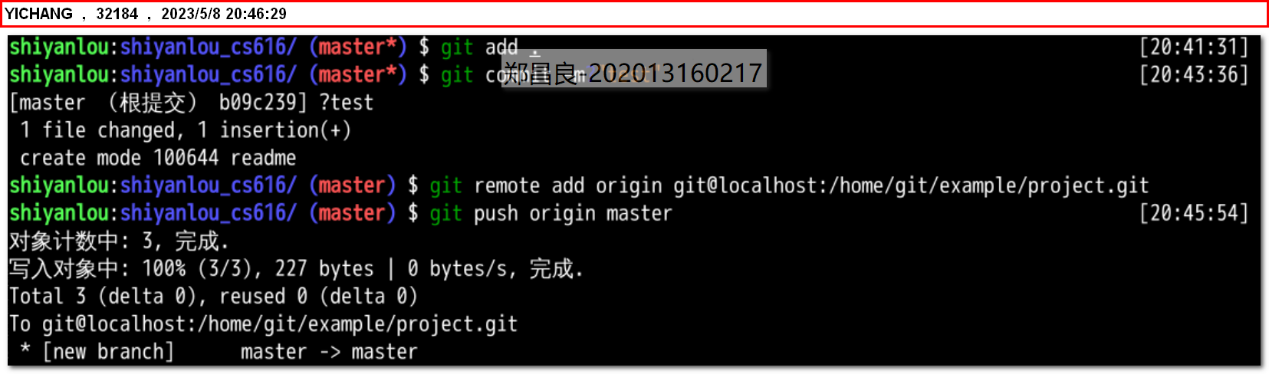 YICHANG , 32184 , 2023/5/8 20:46:29
shiyanlou:shiyanlou_cs616/ (master*) $ git add . [20:41:31]
shiyanlou:shiyanlou_cs616/ (master*) $ git commit -m [20:43:36]
郑昌良 202013160217
[master （根提交） b09c239] ?test
1 file changed, 1 insertion(+)
create mode 100644 readme
shiyanlou:shiyanlou_cs616/ (master) $ git remote add origin git@localhost:/home/git/example/project.git
shiyanlou:shiyanlou_cs616/ (master) $ git push origin master [20:45:54]
对象计数中: 3, 完成.
写入对象中: 100% (3/3), 227 bytes | 0 bytes/s, 完成.
Total 3 (delta 0), reused 0 (delta 0)
To git@localhost:/home/git/example/project.git
* [new branch] master -> master